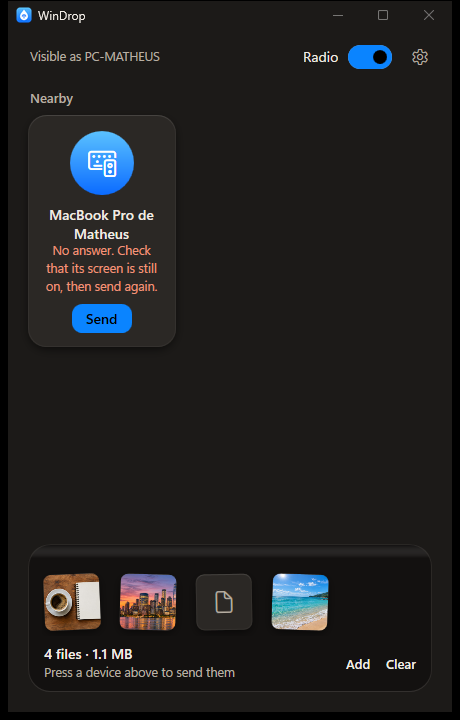 WinDrop
Visible as PC-MATHEUS
Radio
Nearby
MacBook Pro de
Matheus
No answer. Check
that its screen is still
on, then send again.
Send
4 files · 1.1 MB
Press a device above to send them
Add
Clear